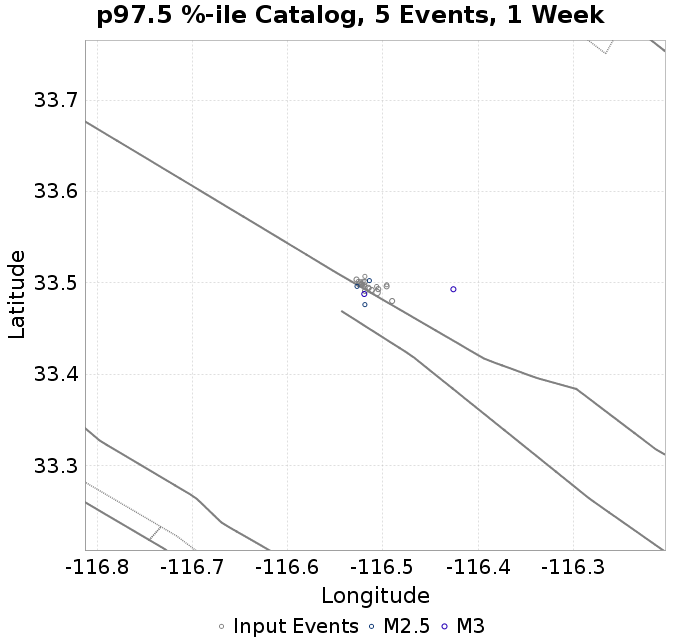 p97.5 %-ile Catalog, 5 Events, 1 Week
33.7
33.6
33.5
33.4
33.3
Latitude
-116.8 -116.7 -116.6 -116.5 -116.4 -116.3
Longitude
Input Events M2.5 M3